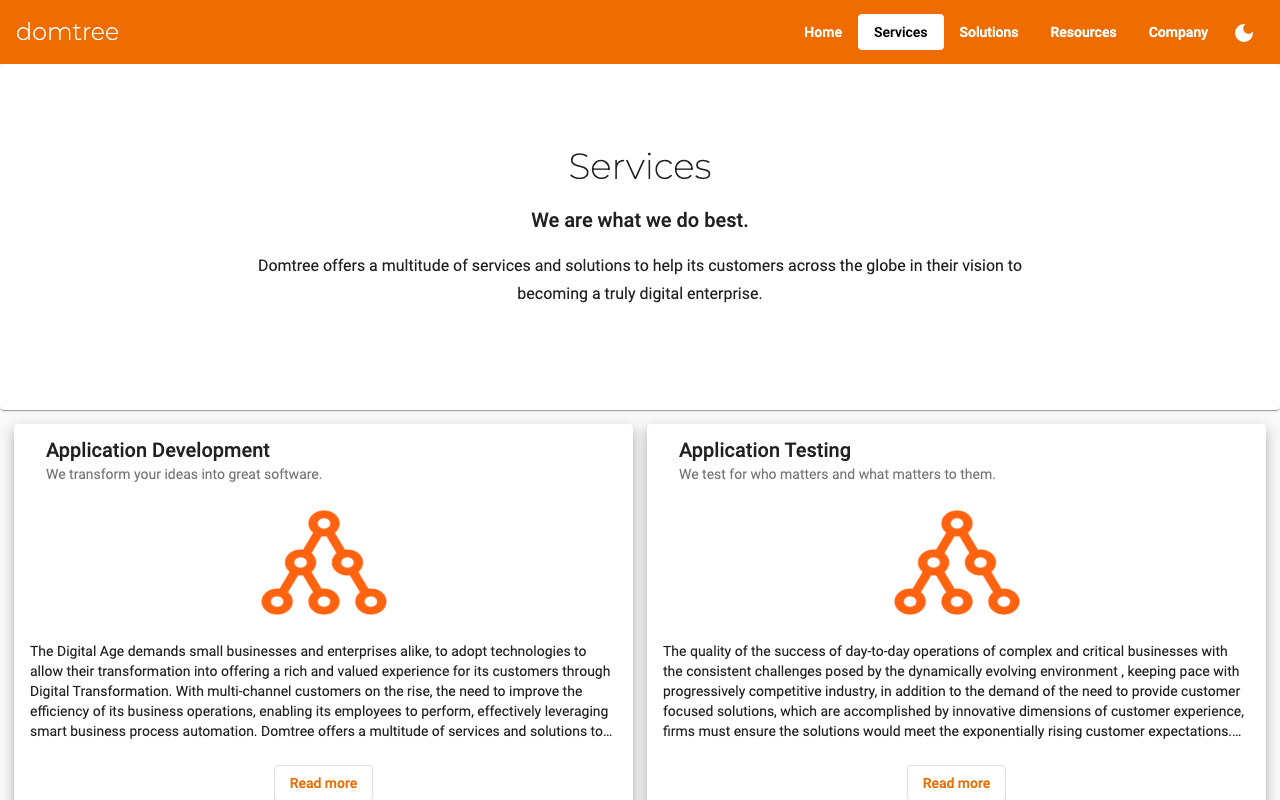 domtree
Home
Services
Solutions
Resources
Company
Services
We are what we do best.
Domtree offers a multitude of services and solutions to help its customers across the globe in their vision to
becoming a truly digital enterprise.
Application Development
We transform your ideas into great software.
The Digital Age demands small businesses and enterprises alike, to adopt technologies to
allow their transformation into offering a rich and valued experience for its customers through
Digital Transformation. With multi-channel customers on the rise, the need to improve the
efficiency of its business operations, enabling its employees to perform, effectively leveraging
smart business process automation. Domtree offers a multitude of services and solutions to…
Read more
Application Testing
We test for who matters and what matters to them.
The quality of the success of day-to-day operations of complex and critical businesses with
the consistent challenges posed by the dynamically evolving environment , keeping pace with
progressively competitive industry, in addition to the demand of the need to provide customer
focused solutions, which are accomplished by innovative dimensions of customer experience,
firms must ensure the solutions would meet the exponentially rising customer expectations.…
Read more